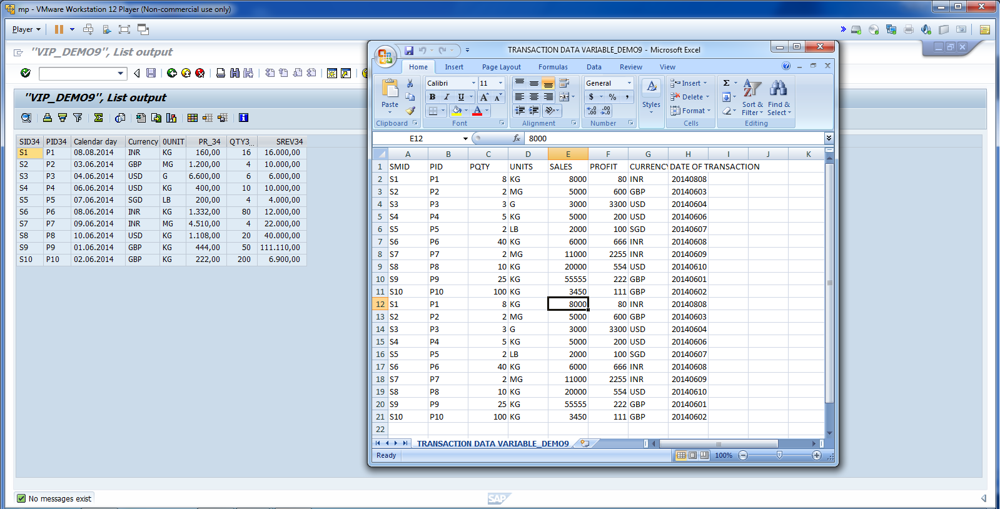 mp - VMware Workstation 12 Player (Non-commercial use only)
Player
"VIP_DEMO9", List output
"VIP_DEMO9", List output
SID34 PID34 Calendar day Currency 0UNIT PR_34 QTY3... SREV34
S1 P1 08.08.2014 INR KG 160,00 16 16.000,00
S2 P2 03.06.2014 GBP MG 1.200,00 4 10.000,00
S3 P3 04.06.2014 USD G 6.600,00 6 6.000,00
S4 P4 06.06.2014 USD KG 400,00 10 10.000,00
S5 P5 07.06.2014 SGD LB 200,00 4 4.000,00
S6 P6 08.06.2014 INR KG 1.332,00 80 12.000,00
S7 P7 09.06.2014 INR MG 4.510,00 4 22.000,00
S8 P8 10.06.2014 USD KG 1.108,00 20 40.000,00
S9 P9 01.06.2014 GBP KG 444,00 50 111.110,00
S10 P10 02.06.2014 GBP KG 222,00 200 6.900,00
No messages exist
SAP
TRANSACTION DATA VARIABLE_DEMO9 - Microsoft Excel
Home Insert Page Layout Formulas Data Review View
Calibri 11 General Insert Σ
Paste B I U A A $ % , Styles Delete Sort & Find &
Format Filter Select
Clipboard Font Alignment Number Cells Editing
E12 fx 8000
A B C D E F G H I J K
1 SMID PID PQTY UNITS SALES PROFIT CURRENCY DATE OF TRANSACTION
2 S1 P1 8 KG 8000 80 INR 20140808
3 S2 P2 2 MG 5000 600 GBP 20140603
4 S3 P3 3 G 3000 3300 USD 20140604
5 S4 P4 5 KG 5000 200 USD 20140606
6 S5 P5 2 LB 2000 100 SGD 20140607
7 S6 P6 40 KG 6000 666 INR 20140608
8 S7 P7 2 MG 11000 2255 INR 20140609
9 S8 P8 10 KG 20000 554 USD 20140610
10 S9 P9 25 KG 55555 222 GBP 20140601
11 S10 P10 100 KG 3450 111 GBP 20140602
12 S1 P1 8 KG 8000 80 INR 20140808
13 S2 P2 2 MG 5000 600 GBP 20140603
14 S3 P3 3 G 3000 3300 USD 20140604
15 S4 P4 5 KG 5000 200 USD 20140606
16 S5 P5 2 LB 2000 100 SGD 20140607
17 S6 P6 40 KG 6000 666 INR 20140608
18 S7 P7 2 MG 11000 2255 INR 20140609
19 S8 P8 10 KG 20000 554 USD 20140610
20 S9 P9 25 KG 55555 222 GBP 20140601
21 S10 P10 100 KG 3450 111 GBP 20140602
22
TRANSACTION DATA VARIABLE_DEMO9
Ready 100%